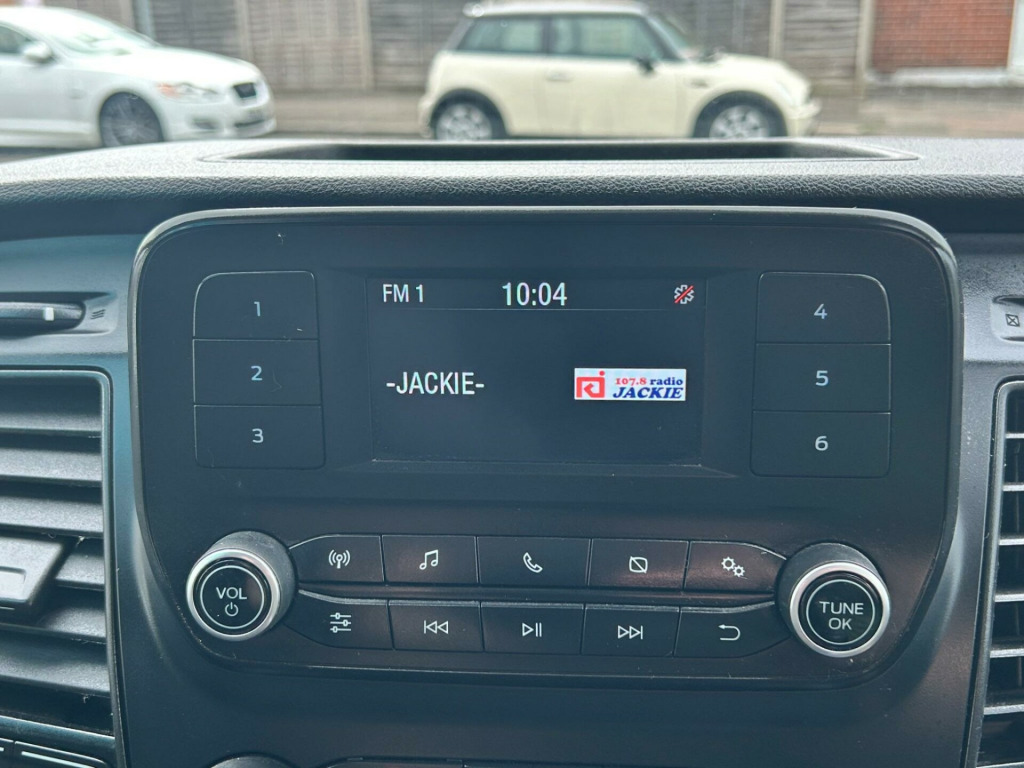 FM 1 10:04
-JACKIE-
107.8 radio
JACKIE
1
2
3
4
5
6
VOL
TUNE
OK